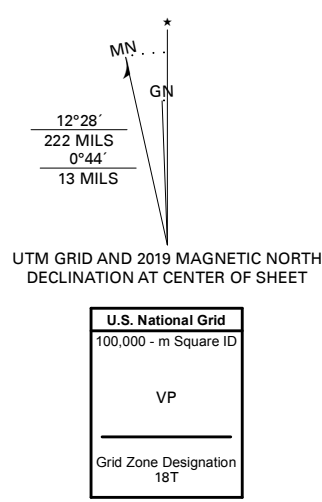 MN
GN
12°28´
222 MILS
0°44´
13 MILS
UTM GRID AND 2019 MAGNETIC NORTH
DECLINATION AT CENTER OF SHEET
U.S. National Grid
100,000 - m Square ID
VP
Grid Zone Designation
18T